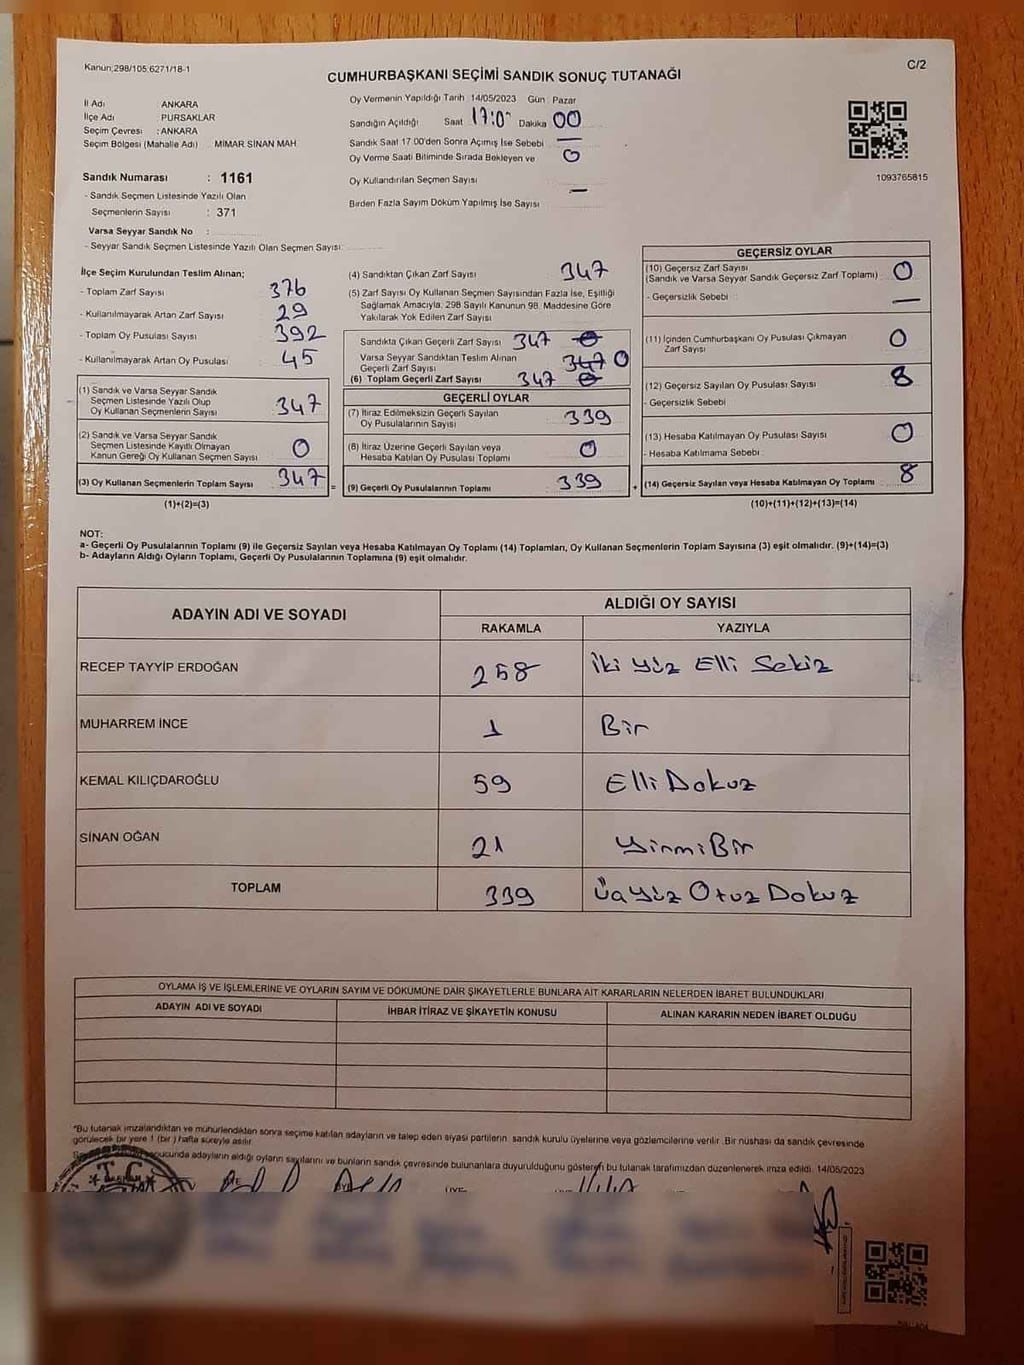 Kanun;298/105;6271/18-1
C/2
CUMHURBAŞKANI SEÇİMİ SANDIK SONUÇ TUTANAĞI
İl Adı : ANKARA
İlçe Adı : PURSAKLAR
Seçim Çevresi : ANKARA
Seçim Bölgesi (Mahalle Adı) MİMAR SİNAN MAH
Oy Vermenin Yapıldığı Tarih 14/05/2023 Gün : Pazar
Sandığın Açıldığı Saat 17:0 Dakika 00
Sandık Saat 17.00'den Sonra Açımış İse Sebebi —
Oy Verme Saati Bitiminde Sırada Bekleyen ve 0
Oy Kullandırılan Seçmen Sayısı
Birden Fazla Sayım Döküm Yapılmış İse Sayısı —
1093765815
Sandık Numarası : 1161
- Sandık Seçmen Listesinde Yazılı Olan
Seçmenlerin Sayısı : 371
Varsa Seyyar Sandık No :
- Seyyar Sandık Seçmen Listesinde Yazılı Olan Seçmen Sayısı:
İlçe Seçim Kurulundan Teslim Alınan;
- Toplam Zarf Sayısı 376
- Kullanılmayarak Artan Zarf Sayısı 29
- Toplam Oy Pusulası Sayısı 392
- Kullanılmayarak Artan Oy Pusulası 45
(1) Sandık ve Varsa Seyyar Sandık
Seçmen Listesinde Yazılı Olup
Oy Kullanan Seçmenlerin Sayısı 347
(2) Sandık ve Varsa Seyyar Sandık
Seçmen Listesinde Kayıtlı Olmayan
Kanun Gereği Oy Kullanan Seçmen Sayısı 0
(3) Oy Kullanan Seçmenlerin Toplam Sayısı 347 =
(1)+(2)=(3)
(4) Sandıktan Çıkan Zarf Sayısı 347
(5) Zarf Sayısı Oy Kullanan Seçmen Sayısından Fazla İse, Eşitliği
Sağlamak Amacıyla, 298 Sayılı Kanunun 98. Maddesine Göre
Yakılarak Yok Edilen Zarf Sayısı
Sandıkta Çıkan Geçerli Zarf Sayısı 347 0
Varsa Seyyar Sandıktan Teslim Alınan
Geçerli Zarf Sayısı 347 0
(6) Toplam Geçerli Zarf Sayısı 347 0
GEÇERLİ OYLAR
(7) İtiraz Edilmeksizin Geçerli Sayılan
Oy Pusulalarının Sayısı 339
(8) İtiraz Üzerine Geçerli Sayılan veya
Hesaba Katılan Oy Pusulası Toplamı 0
(9) Geçerli Oy Pusulalarının Toplamı 339 +
GEÇERSİZ OYLAR
(10) Geçersiz Zarf Sayısı
(Sandık ve Varsa Seyyar Sandık Geçersiz Zarf Toplamı) 0
- Geçersizlik Sebebi : —
(11) İçinden Cumhurbaşkanı Oy Pusulası Çıkmayan
Zarf Sayısı 0
(12) Geçersiz Sayılan Oy Pusulası Sayısı 8
- Geçersizlik Sebebi
(13) Hesaba Katılmayan Oy Pusulası Sayısı 0
- Hesaba Katılmama Sebebi :
(14) Geçersiz Sayılan veya Hesaba Katılmayan Oy Toplamı 8
(10)+(11)+(12)+(13)=(14)
NOT:
a- Geçerli Oy Pusulalarının Toplamı (9) ile Geçersiz Sayılan veya Hesaba Katılmayan Oy Toplamı (14) Toplamları, Oy Kullanan Seçmenlerin Toplam Sayısına (3) eşit olmalıdır. (9)+(14)=(3)
b- Adayların Aldığı Oyların Toplamı, Geçerli Oy Pusulalarının Toplamına (9) eşit olmalıdır.
ADAYIN ADI VE SOYADI
ALDIĞI OY SAYISI
RAKAMLA YAZIYLA
RECEP TAYYİP ERDOĞAN 258 İki Yüz Elli Sekiz
MUHARREM İNCE 1 Bir
KEMAL KILIÇDAROĞLU 59 Elli Dokuz
SİNAN OĞAN 21 Yirmi Bir
TOPLAM 339 Üçyüz Otuz Dokuz
OYLAMA İŞ VE İŞLEMLERİNE VE OYLARIN SAYIM VE DÖKÜMÜNE DAİR ŞİKAYETLERLE BUNLARA AİT KARARLARIN NELERDEN İBARET BULUNDUKLARI
ADAYIN ADI VE SOYADI İHBAR İTİRAZ VE ŞİKAYETİN KONUSU ALINAN KARARIN NEDEN İBARET OLDUĞU
"Bu tutanak imzalandıktan ve mühürlendikten sonra seçime katılan adayların ve talep eden siyasi partilerin sandık kurulu üyelerine veya gözlemcilerine verilir .Bir nüshası da sandık çevresinde
görülecek bir yere 1 (bir ) hafta süreyle asılır.
sonucunda adayların aldığı oyların sayılarını ve bunların sandık çevresinde bulunanlara duyurulduğunu gösteren bu tutanak tarafımızdan düzenlenerek imza edildi. 14/05/2023
T.C.
ÜYE